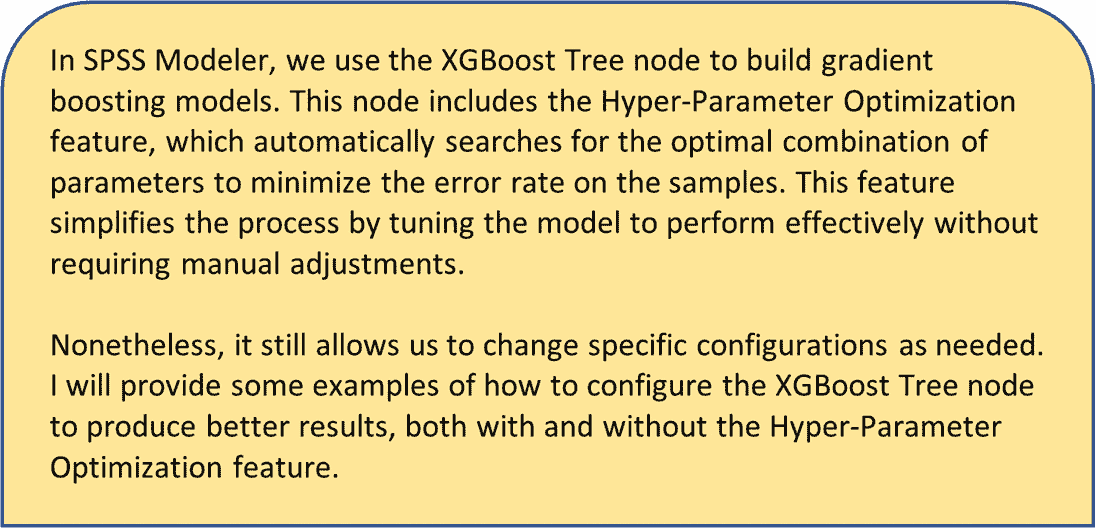 In SPSS Modeler, we use the XGBoost Tree node to build gradient
boosting models. This node includes the Hyper-Parameter Optimization
feature, which automatically searches for the optimal combination of
parameters to minimize the error rate on the samples. This feature
simplifies the process by tuning the model to perform effectively without
requiring manual adjustments.
Nonetheless, it still allows us to change specific configurations as needed.
I will provide some examples of how to configure the XGBoost Tree node
to produce better results, both with and without the Hyper-Parameter
Optimization feature.